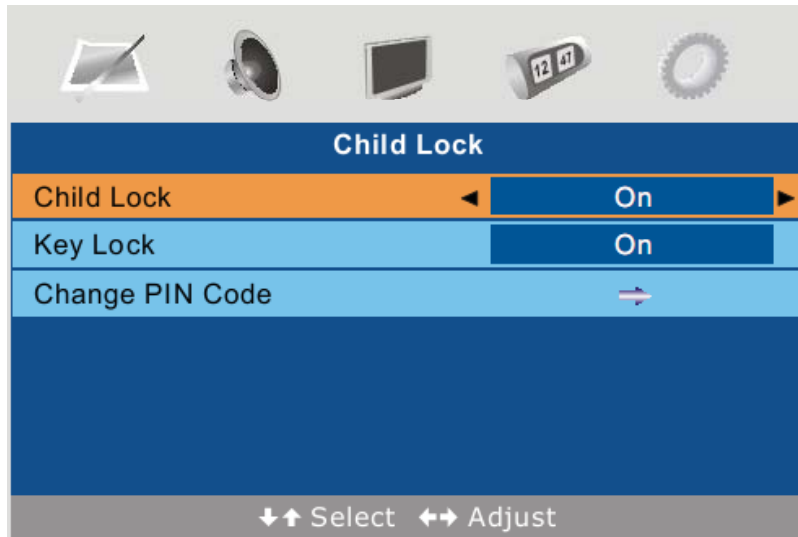 12 47
Child Lock
Child Lock On
Key Lock On
Change PIN Code
Select Adjust